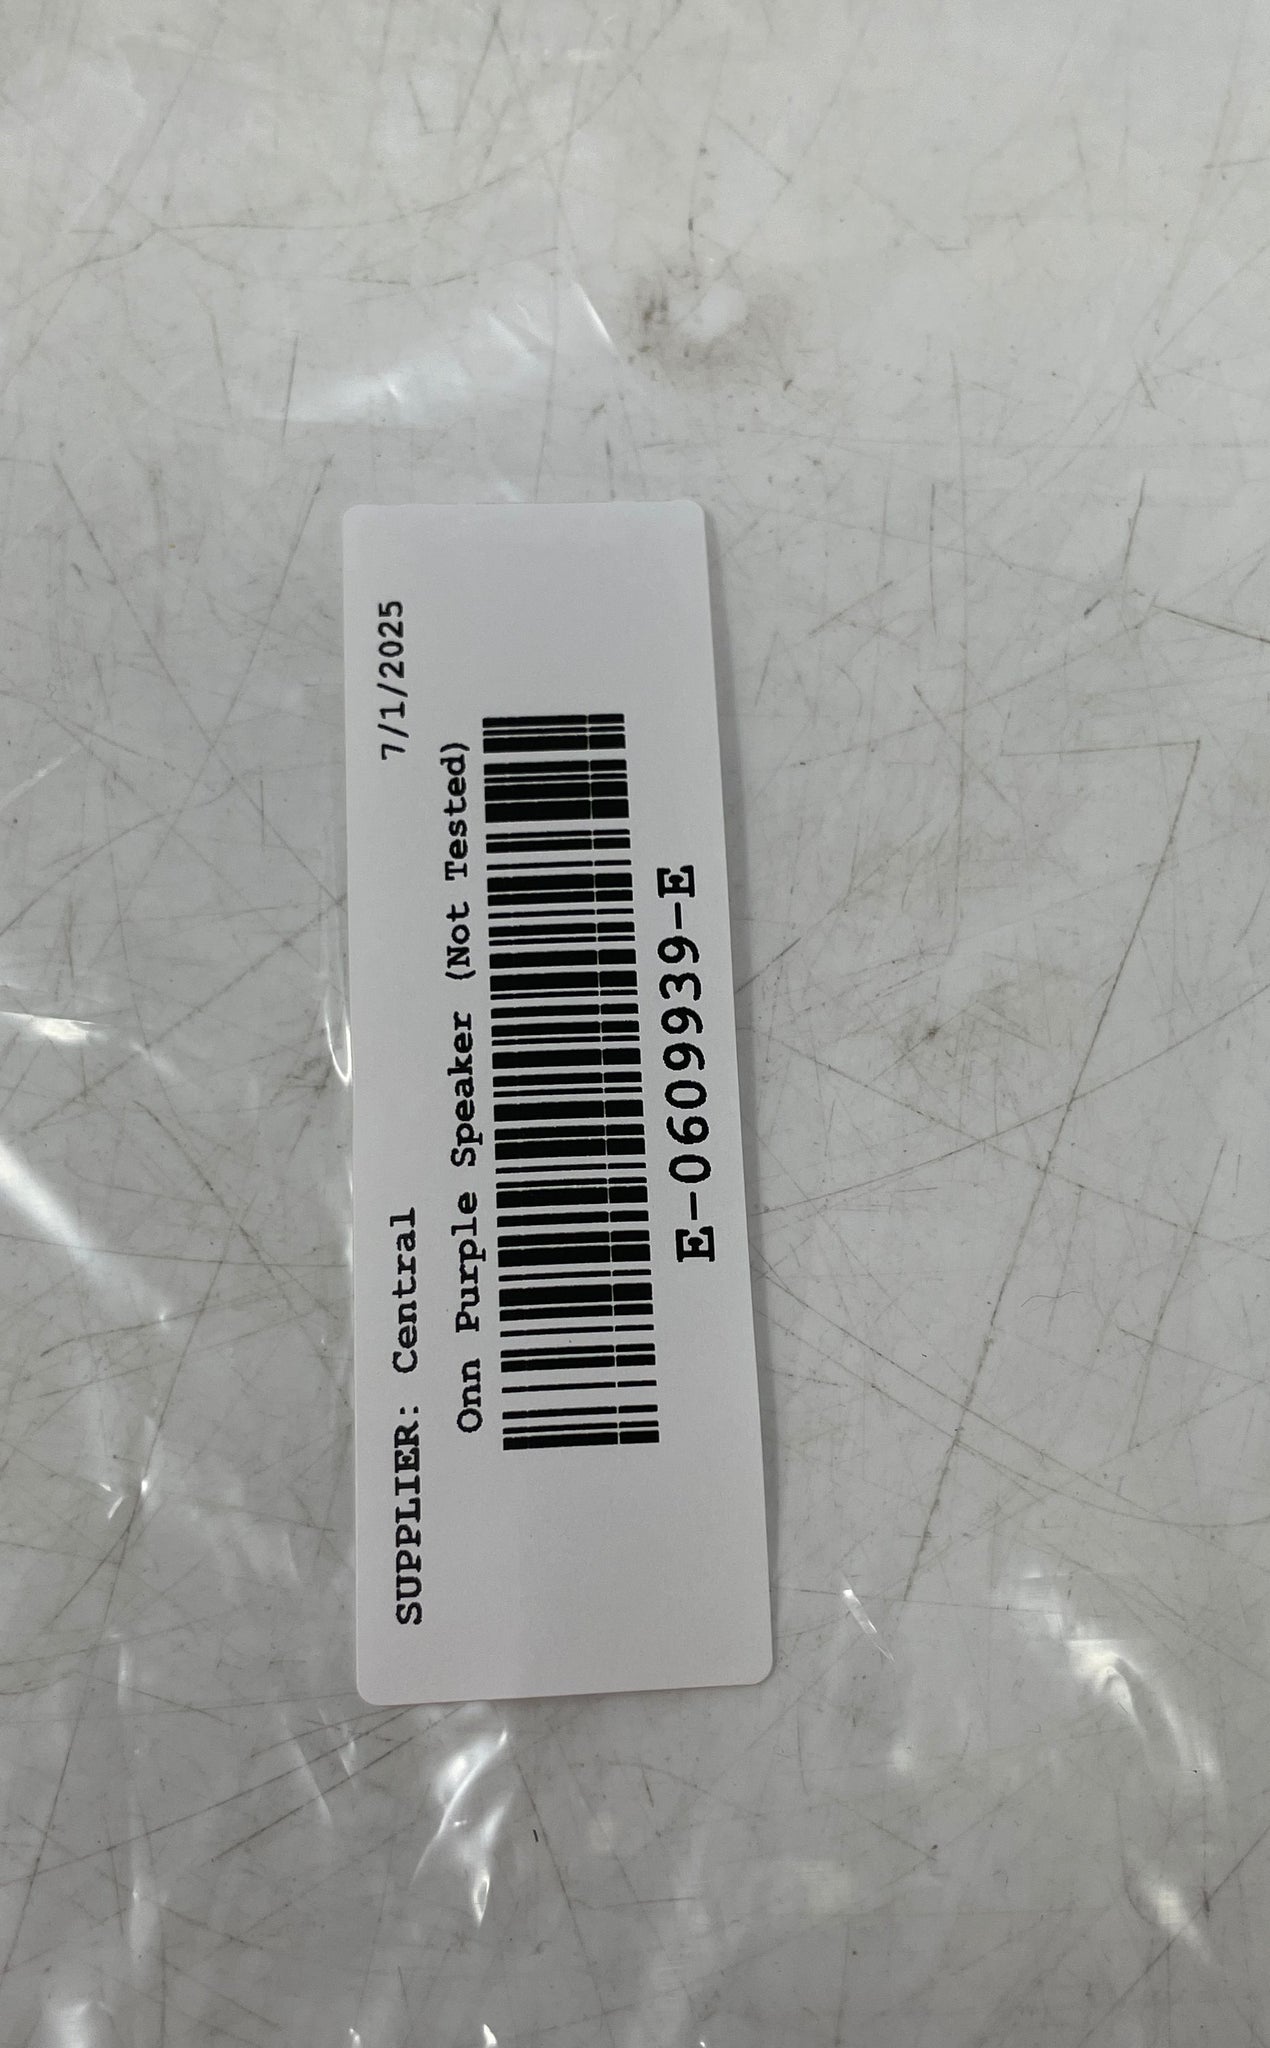 SUPPLIER: Central 7/1/2025
Onn Purple Speaker (Not Tested)
E-0609939-E